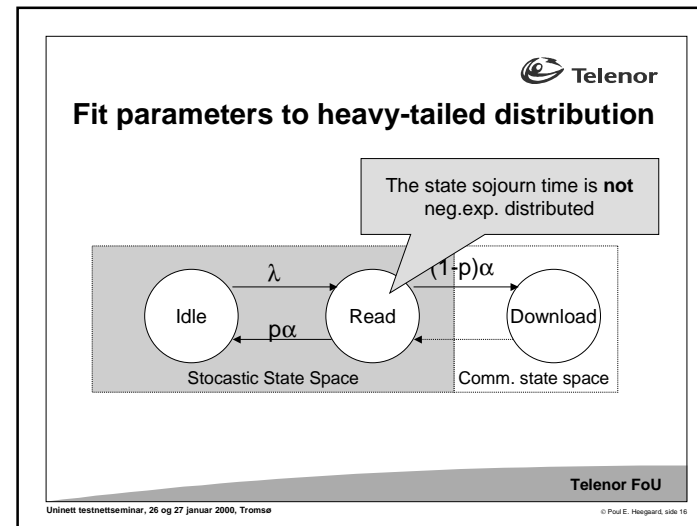 Telenor
Fit parameters to heavy-tailed distribution
The state sojourn time is not
neg.exp. distributed
λ
(1-p)α
Idle
Read
Download
pα
Stocastic State Space
Comm. state space
Telenor FoU
Uninett testnettseminar, 26 og 27 januar 2000, Tromsø
© Poul E. Heegaard, side 16